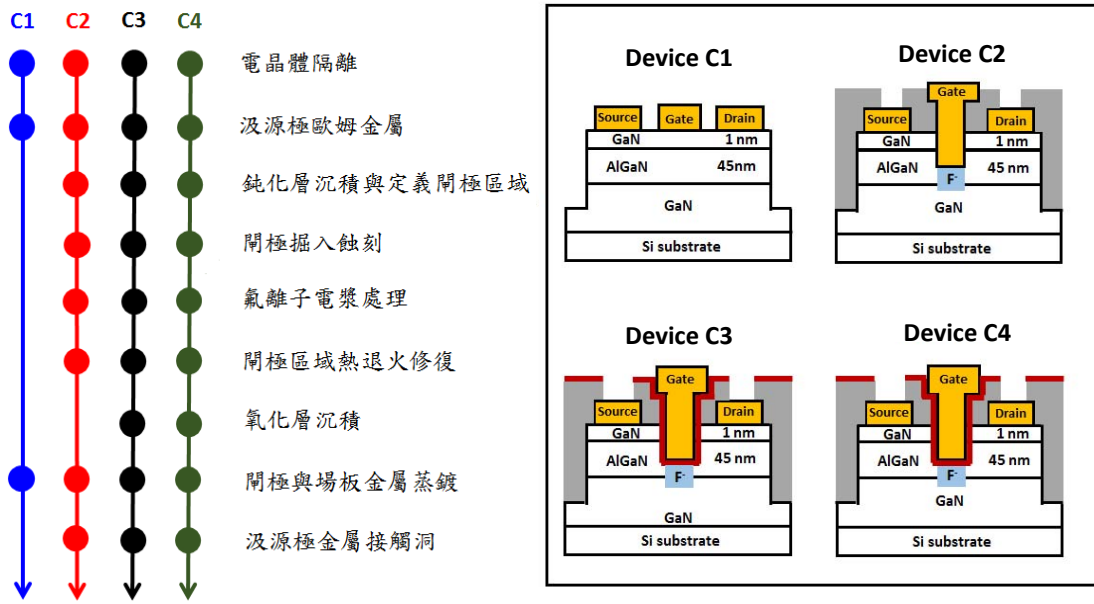 C1 C2 C3 C4
電晶體隔離
汲源極歐姆金屬
鈍化層沉積與定義閘極區域
閘極掘入蝕刻
氟離子電漿處理
閘極區域熱退火修復
氧化層沉積
閘極與場板金屬蒸鍍
汲源極金屬接觸洞
Device C1
Source Gate Drain
GaN 1 nm
AlGaN 45nm
GaN
Si substrate
Device C2
Gate
Source Drain
GaN 1 nm
AlGaN 45 nm
F-
GaN
Si substrate
Device C3
Gate
Source Drain
GaN 1 nm
AlGaN 45 nm
F-
GaN
Si substrate
Device C4
Gate
Source Drain
GaN 1 nm
AlGaN 45 nm
F-
GaN
Si substrate